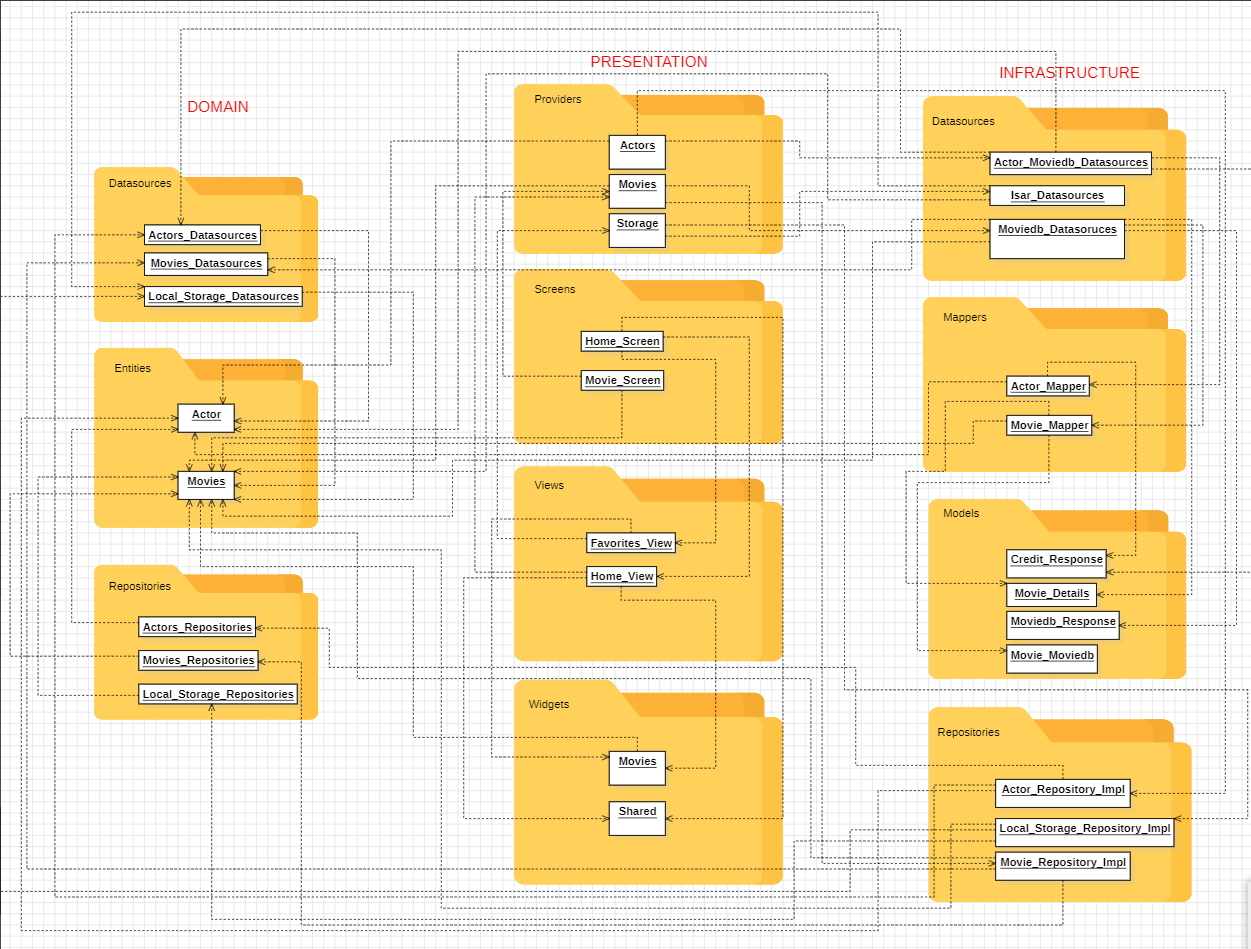 DOMAIN
Datasources
Actors_Datasources
Movies_Datasources
Local_Storage_Datasources
Entities
Actor
Movies
Repositories
Actors_Repositories
Movies_Repositories
Local_Storage_Repositories
PRESENTATION
Providers
Actors
Movies
Storage
Screens
Home_Screen
Movie_Screen
Views
Favorites_View
Home_View
Widgets
Movies
Shared
INFRASTRUCTURE
Datasources
Actor_Moviedb_Datasources
Isar_Datasources
Moviedb_Datasoruces
Mappers
Actor_Mapper
Movie_Mapper
Models
Credit_Response
Movie_Details
Moviedb_Response
Movie_Moviedb
Repositories
Actor_Repository_Impl
Local_Storage_Repository_Impl
Movie_Repository_Impl